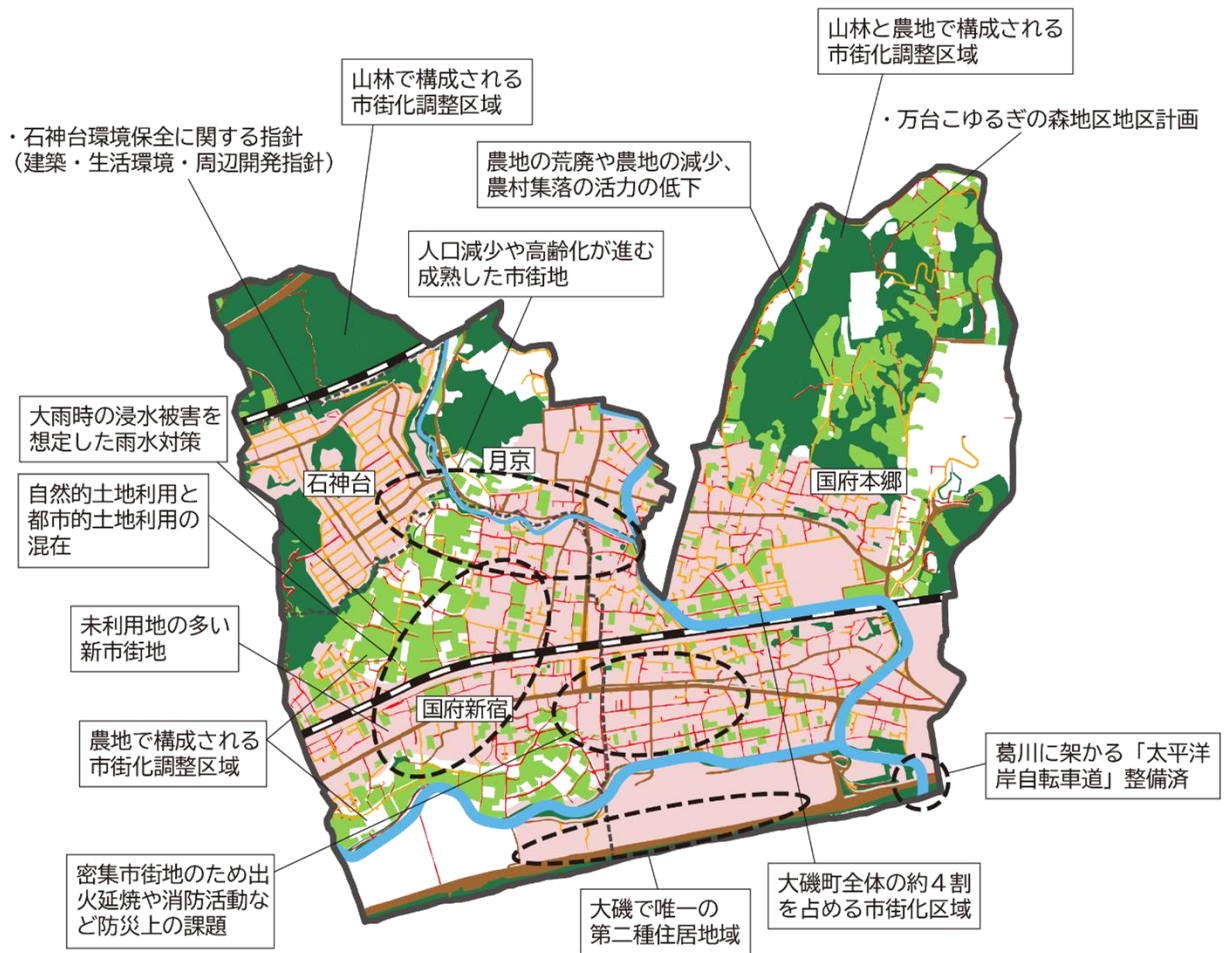 山林と農地で構成される
市街化調整区域
山林で構成される
市街化調整区域
・万台こゆるぎの森地区地区計画
・石神台環境保全に関する指針
（建築・生活環境・周辺開発指針）
農地の荒廃や農地の減少、
農村集落の活力の低下
人口減少や高齢化が進む
成熟した市街地
大雨時の浸水被害を
想定した雨水対策
月京
石神台
国府本郷
自然的土地利用と
都市的土地利用の
混在
未利用地の多い
新市街地
国府新宿
農地で構成される
市街化調整区域
葛川に架かる「太平洋
岸自転車道」整備済
密集市街地のため出
火延焼や消防活動な
ど防災上の課題
大磯で唯一の
第二種住居地域
大磯町全体の約４割
を占める市街化区域